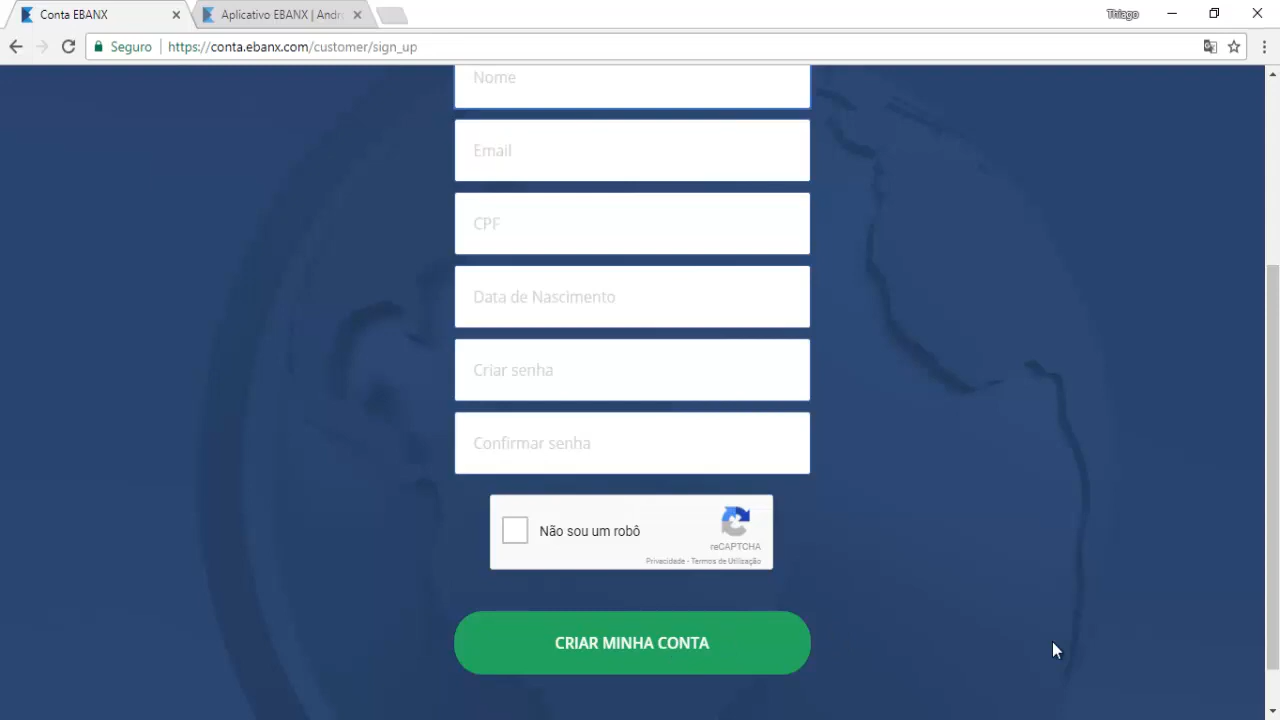 Conta EBANX
Aplicativo EBANX | Andro
Thiago
Seguro
https://conta.ebanx.com/customer/sign_up
Nome
Email
CPF
Data de Nascimento
Criar senha
Confirmar senha
Não sou um robô
reCAPTCHA
Privacidade - Termos de Utilização
CRIAR MINHA CONTA